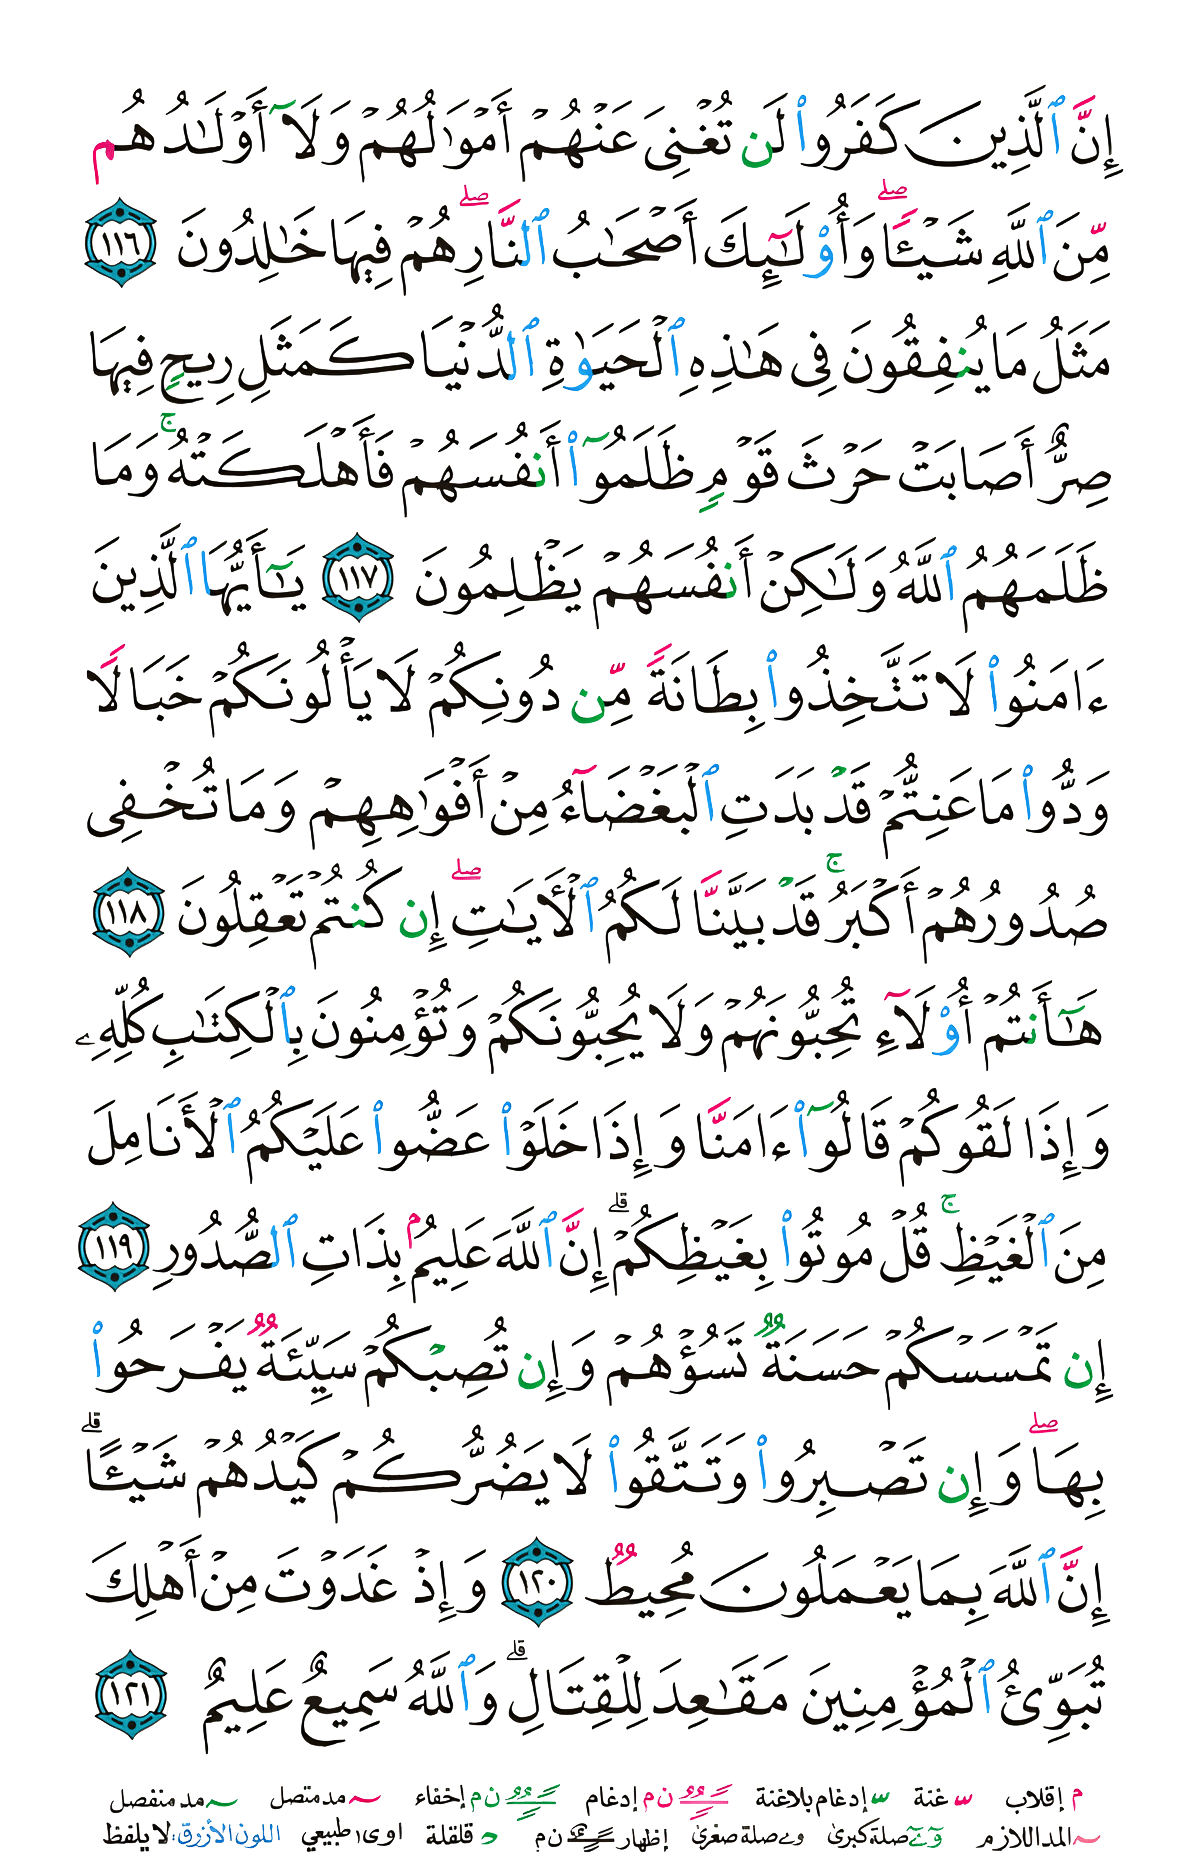 إِنَّ ٱلَّذِينَ كَفَرُوا۟ لَن تُغْنِىَ عَنْهُمْ أَمْوَٰلُهُمْ وَلَآ أَوْلَـٰدُهُم
مِّنَ ٱللَّهِ شَيْـًٔا ۖ وَأُو۟لَـٰٓئِكَ أَصْحَـٰبُ ٱلنَّارِ ۖ هُمْ فِيهَا خَـٰلِدُونَ ١١٦
مَثَلُ مَا يُنفِقُونَ فِى هَـٰذِهِ ٱلْحَيَوٰةِ ٱلدُّنْيَا كَمَثَلِ رِيحٍ فِيهَا
صِرٌّ أَصَابَتْ حَرْثَ قَوْمٍ ظَلَمُوٓا۟ أَنفُسَهُمْ فَأَهْلَكَتْهُ ۚ وَمَا
ظَلَمَهُمُ ٱللَّهُ وَلَـٰكِنْ أَنفُسَهُمْ يَظْلِمُونَ ١١٧ يَـٰٓأَيُّهَا ٱلَّذِينَ
ءَامَنُوا۟ لَا تَتَّخِذُوا۟ بِطَانَةً مِّن دُونِكُمْ لَا يَأْلُونَكُمْ خَبَالًا
وَدُّوا۟ مَا عَنِتُّمْ قَدْ بَدَتِ ٱلْبَغْضَآءُ مِنْ أَفْوَٰهِهِمْ وَمَا تُخْفِى
صُدُورُهُمْ أَكْبَرُ ۚ قَدْ بَيَّنَّا لَكُمُ ٱلْـَٔايَـٰتِ ۖ إِن كُنتُمْ تَعْقِلُونَ ١١٨
هَـٰٓأَنتُمْ أُو۟لَآءِ تُحِبُّونَهُمْ وَلَا يُحِبُّونَكُمْ وَتُؤْمِنُونَ بِٱلْكِتَـٰبِ كُلِّهِۦ
وَإِذَا لَقُوكُمْ قَالُوٓا۟ ءَامَنَّا وَإِذَا خَلَوْا۟ عَضُّوا۟ عَلَيْكُمُ ٱلْأَنَامِلَ
مِنَ ٱلْغَيْظِ ۚ قُلْ مُوتُوا۟ بِغَيْظِكُمْ ۗ إِنَّ ٱللَّهَ عَلِيمٌۢ بِذَاتِ ٱلصُّدُورِ ١١٩
إِن تَمْسَسْكُمْ حَسَنَةٌ تَسُؤْهُمْ وَإِن تُصِبْكُمْ سَيِّئَةٌ يَفْرَحُوا۟
بِهَا ۖ وَإِن تَصْبِرُوا۟ وَتَتَّقُوا۟ لَا يَضُرُّكُمْ كَيْدُهُمْ شَيْـًٔا ۗ
إِنَّ ٱللَّهَ بِمَا يَعْمَلُونَ مُحِيطٌ ١٢٠ وَإِذْ غَدَوْتَ مِنْ أَهْلِكَ
تُبَوِّئُ ٱلْمُؤْمِنِينَ مَقَـٰعِدَ لِلْقِتَالِ ۗ وَٱللَّهُ سَمِيعٌ عَلِيمٌ ١٢١
م إقلاب ّ غنة ّ إدغام بلا غنة ن م إدغام ن م إخفاء ~ مد متصل ~ مد منفصل
~ المد اللازم و ے صلة كبرى و ے صلة صغرى إظهار ن م قلقلة ا و ى طبيعي اللون الأزرق: لا يلفظ